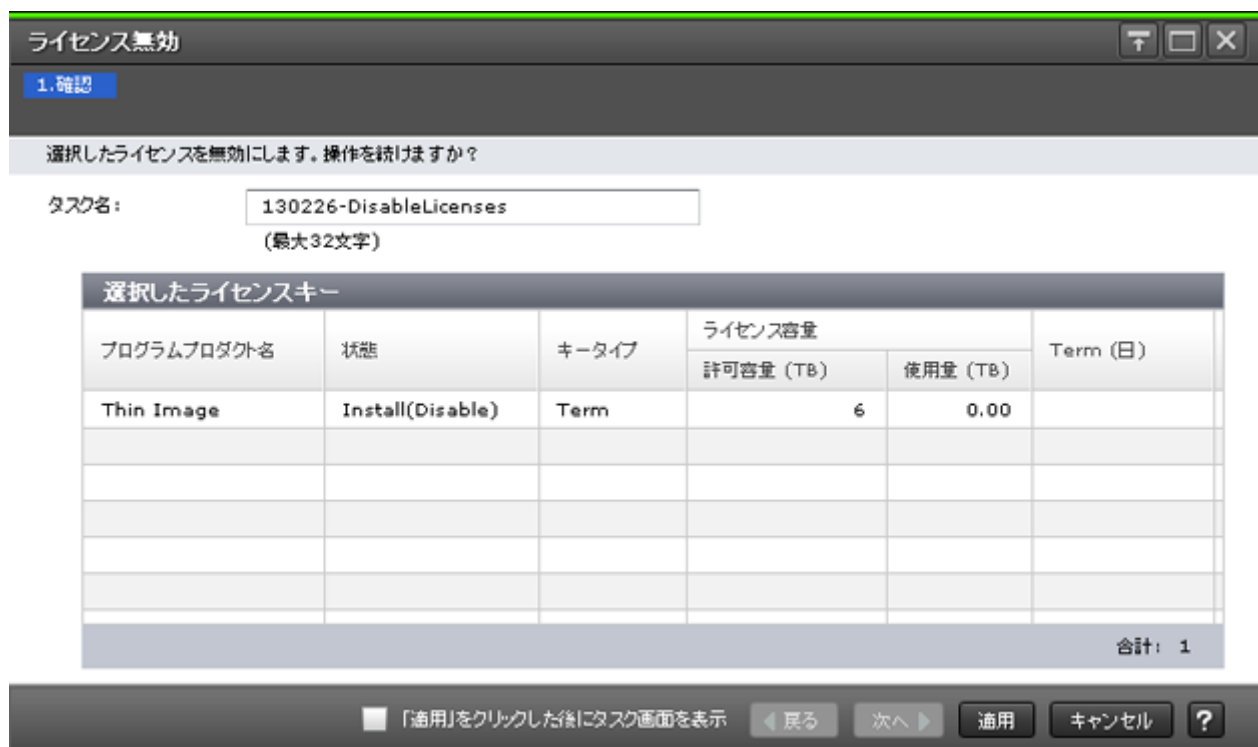 ライセンス無効
1.確認
選択したライセンスを無効にします。操作を続けますか？
タスク名: 130226-DisableLicenses
(最大32文字)
選択したライセンスキー
プログラムプロダクト名 状態 キータイプ ライセンス容量 Term (日)
許可容量 (TB) 使用量 (TB)
Thin Image Install(Disable) Term 6 0.00
合計: 1
「適用」をクリックした後にタスク画面を表示 戻る 次へ 適用 キャンセル ?